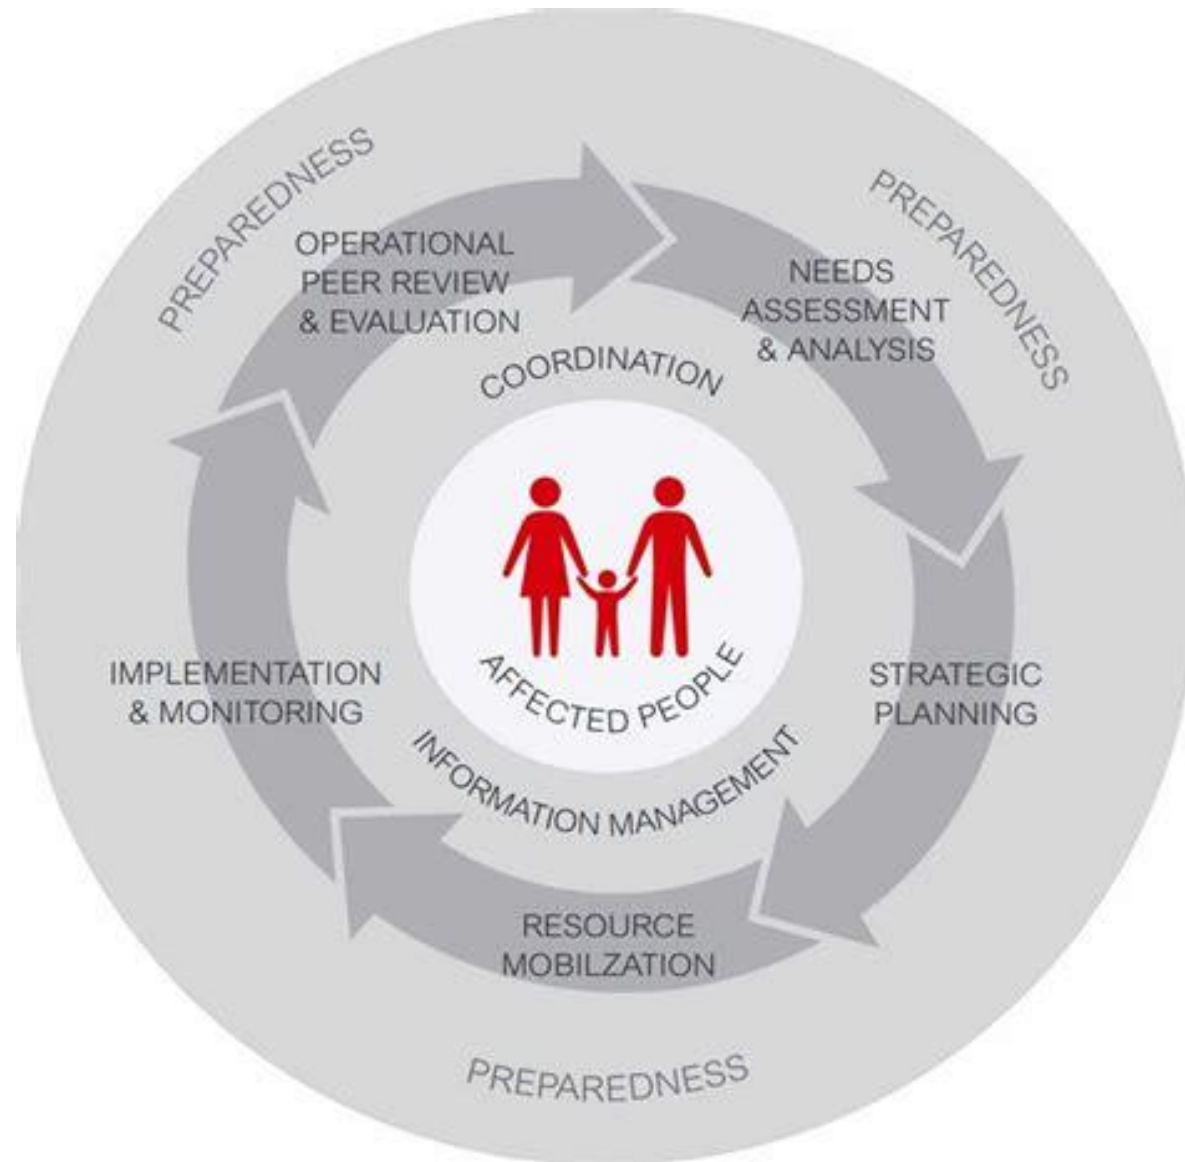 PREPAREDNESS
PREPAREDNESS
OPERATIONAL
PEER REVIEW
& EVALUATION
NEEDS
ASSESSMENT
& ANALYSIS
COORDINATION
AFFECTED PEOPLE
IMPLEMENTATION
& MONITORING
STRATEGIC
PLANNING
INFORMATION MANAGEMENT
RESOURCE
MOBILZATION
PREPAREDNESS